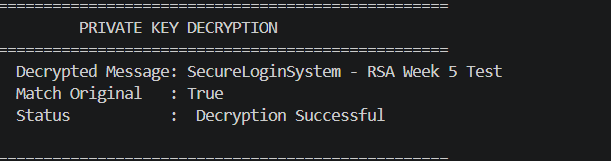 ==================================================
PRIVATE KEY DECRYPTION
==================================================
Decrypted Message: SecureLoginSystem - RSA Week 5 Test
Match Original   : True
Status           :  Decryption Successful
==================================================